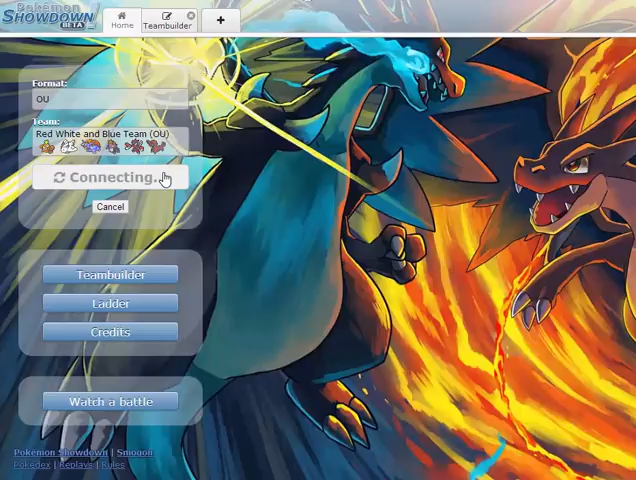 Pokémon
SHOWDOWN
BETA
Home
Teambuilder
Format:
OU
Team:
Red White and Blue Team (OU)
Connecting...
Cancel
Teambuilder
Ladder
Credits
Watch a battle
Pokemon Showdown | Smogon
Pokedex | Replays | Rules